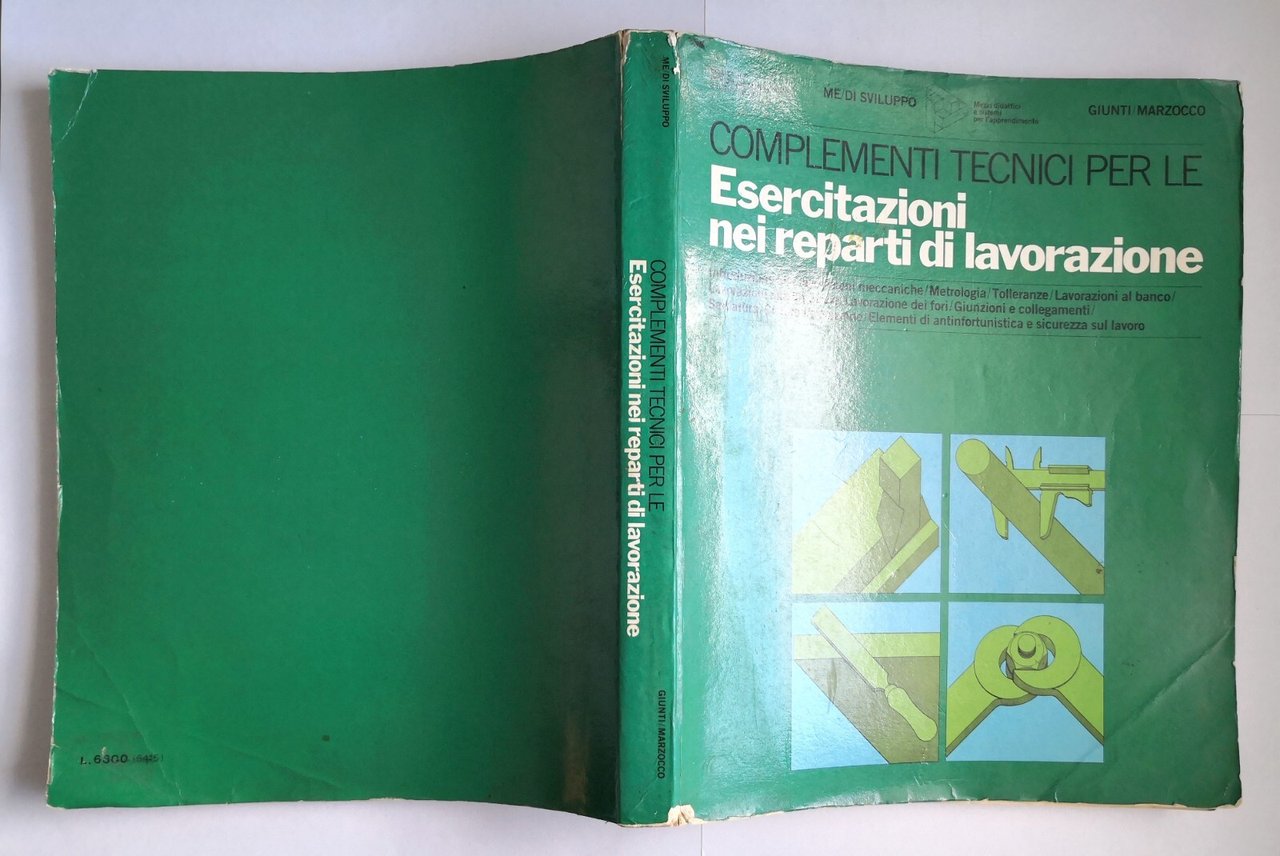 L. 6300 (6415)
ME/DI SVILUPPO
COMPLEMENTI TECNICI PER LE
Esercitazioni nei reparti di lavorazione
GIUNTI/MARZOCCO
ME/DI SVILUPPO
Mezzi didattici
e sistemi
per l'apprendimento
GIUNTI/MARZOCCO
COMPLEMENTI TECNICI PER LE
Esercitazioni
nei reparti di lavorazione
meccaniche/Metrologia/Tolleranze/Lavorazioni al banco/
Lavorazione dei fori/Giunzioni e collegamenti/
Elementi di antinfortunistica e sicurezza sul lavoro